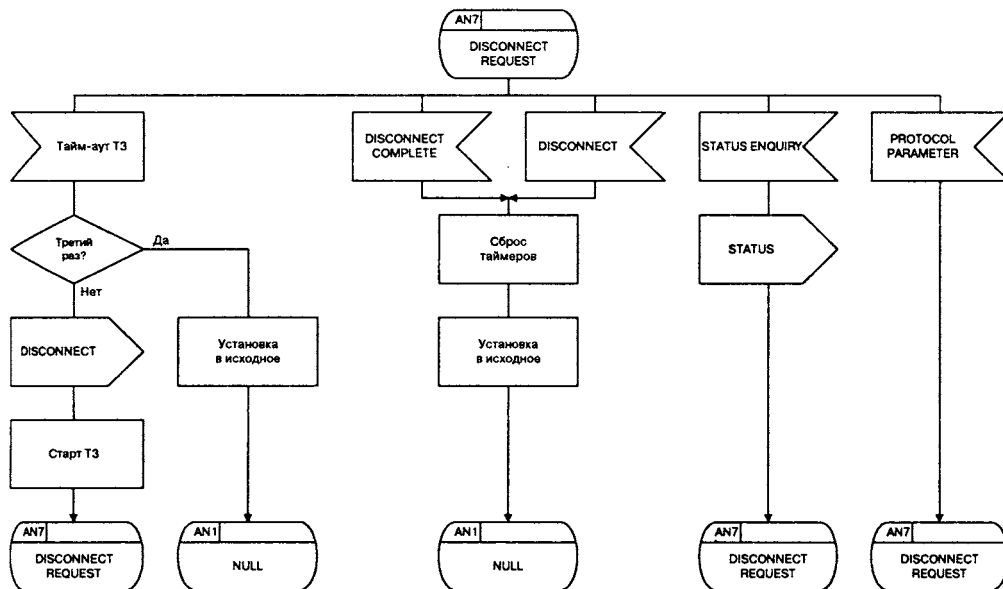 AN7
DISCONNECT
REQUEST
Тайм-аут Т3
DISCONNECT
COMPLETE
DISCONNECT
STATUS ENQUIRY
PROTOCOL
PARAMETER
Третий
раз?
Да
Нет
Сброс
таймеров
STATUS
DISCONNECT
Установка
в исходное
Установка
в исходное
Старт Т3
AN7
DISCONNECT
REQUEST
AN1
NULL
AN1
NULL
AN7
DISCONNECT
REQUEST
AN7
DISCONNECT
REQUEST